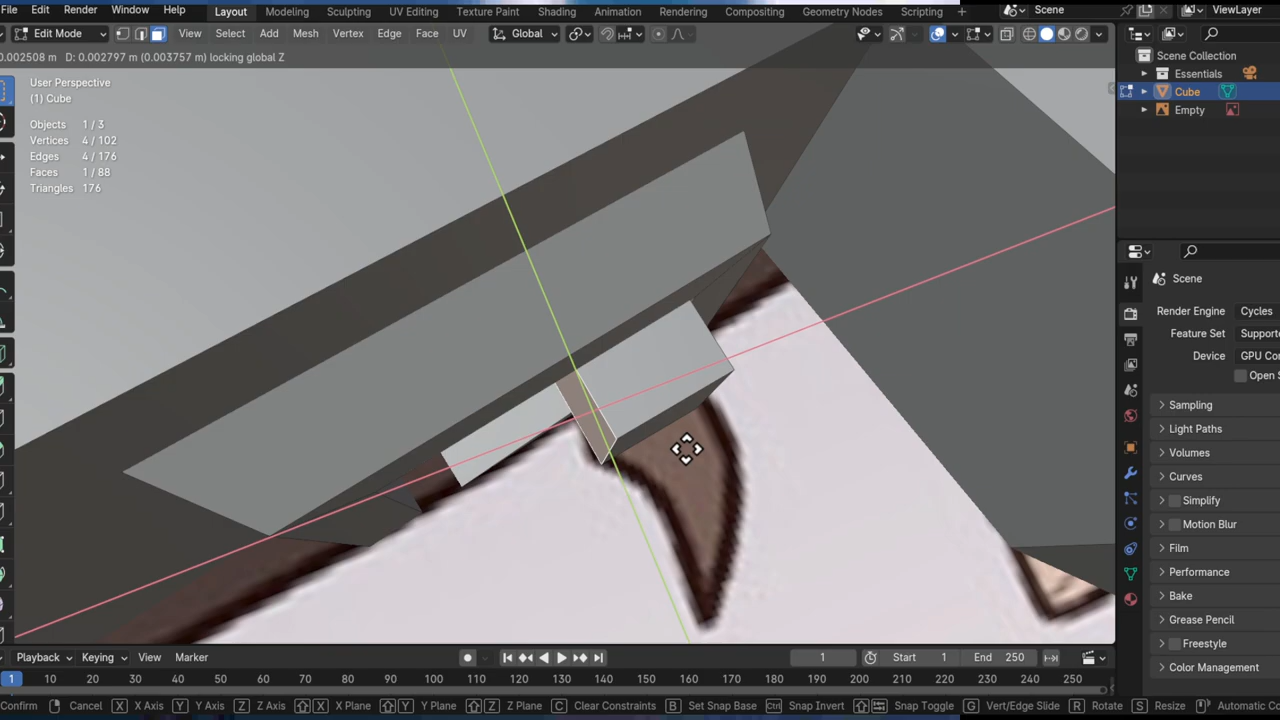 File Edit Render Window Help Layout Modeling Sculpting UV Editing Texture Paint Shading Animation Rendering Compositing Geometry Nodes Scripting + Scene ViewLayer
Edit Mode View Select Add Mesh Vertex Edge Face UV Global
0.002508 m D: 0.002797 m (0.003757 m) locking global Z
User Perspective
(1) Cube
Objects 1 / 3
Vertices 4 / 102
Edges 4 / 176
Faces 1 / 88
Triangles 176
Scene Collection
Essentials
Cube
Empty
Scene
Render Engine Cycles
Feature Set Supporte
Device GPU Com
Open S
Sampling
Light Paths
Volumes
Curves
Simplify
Motion Blur
Film
Performance
Bake
Grease Pencil
Freestyle
Color Management
Playback Keying View Marker 1 Start 1 End 250
1 10 20 30 40 50 60 70 80 90 100 110 120 130 140 150 160 170 180 190 200 210 220 230 240 250
Confirm Cancel X X Axis Y Y Axis Z Z Axis X X Plane Y Y Plane Z Z Plane C Clear Constraints B Set Snap Base Ctrl Snap Invert Snap Toggle G Vert/Edge Slide R Rotate S Resize Automatic Co